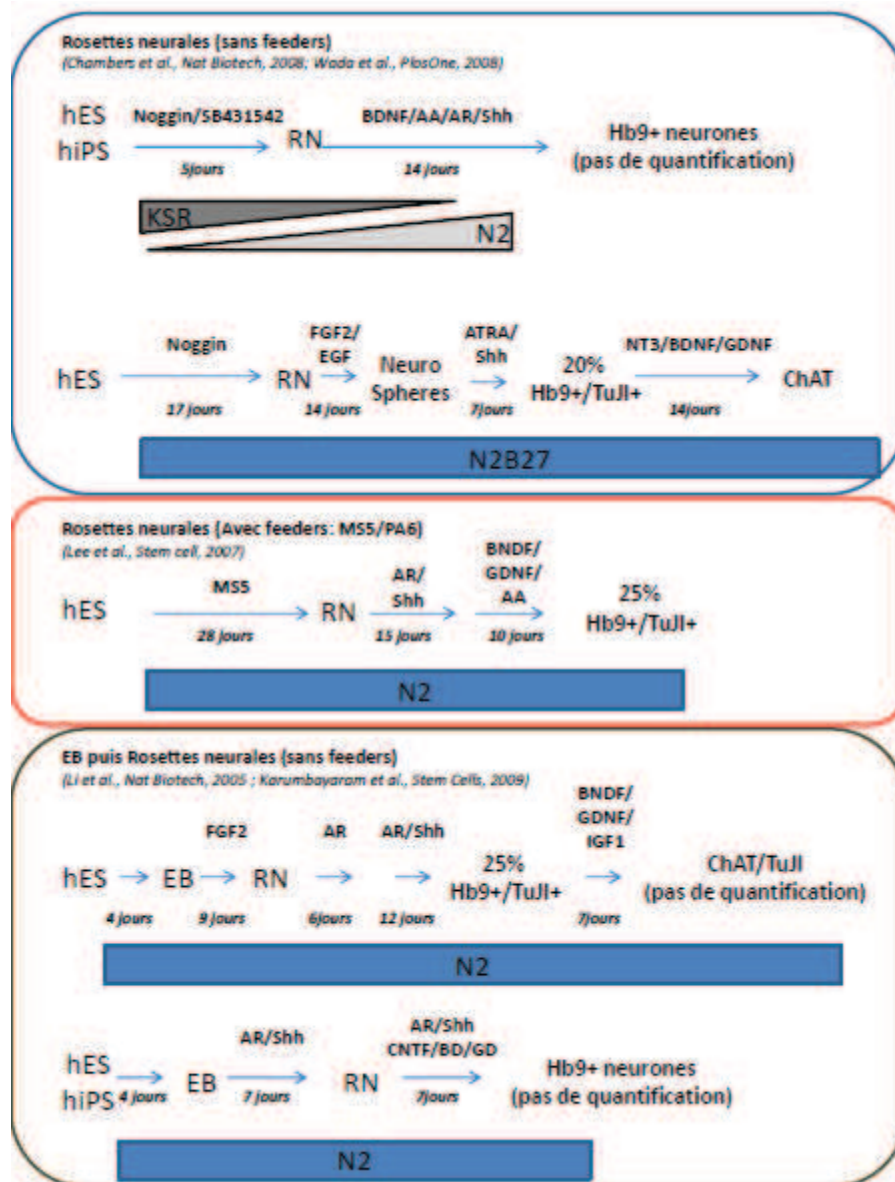 Rosettes neurales (sans feeders)
(Chambers et al., Nat Biotech, 2008; Wada et al., PlosOne, 2008)
hES
hiPS
Noggin/SB431542
5jours
RN
BDNF/AA/AR/Shh
14 jours
Hb9+ neurones
(pas de quantification)
KSR
N2
hES
Noggin
17 jours
RN
FGF2/
EGF
14 jours
Neuro
Spheres
ATRA/
Shh
7jours
20%
Hb9+/TuJI+
NT3/BDNF/GDNF
14jours
ChAT
N2B27
Rosettes neurales (Avec feeders: MS5/PA6)
(Lee et al., Stem cell, 2007)
hES
MS5
28 jours
RN
AR/
Shh
15 jours
BNDF/
GDNF/
AA
10 jours
25%
Hb9+/TuJI+
N2
EB puis Rosettes neurales (sans feeders)
(Li et al., Nat Biotech, 2005 ; Karumbayaram et al., Stem Cells, 2009)
hES
4 jours
EB
FGF2
9 jours
RN
AR
6jours
AR/Shh
12 jours
25%
Hb9+/TuJI+
BNDF/
GDNF/
IGF1
7jours
ChAT/TuJI
(pas de quantification)
N2
hES
hiPS
4 jours
EB
AR/Shh
7 jours
RN
AR/Shh
CNTF/BD/GD
7jours
Hb9+ neurones
(pas de quantification)
N2